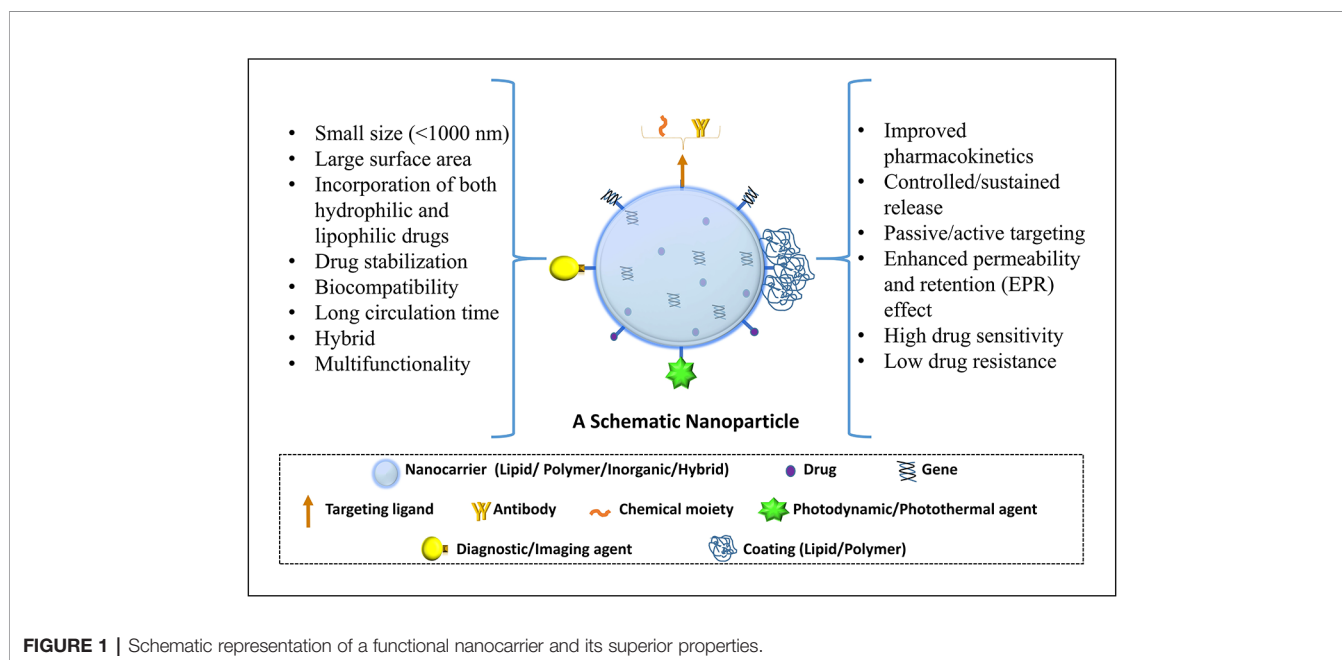 • Small size (<1000 nm)
• Large surface area
• Incorporation of both
hydrophilic and
lipophilic drugs
• Drug stabilization
• Biocompatibility
• Long circulation time
• Hybrid
• Multifunctionality
• Improved
pharmacokinetics
• Controlled/sustained
release
• Passive/active targeting
• Enhanced permeability
and retention (EPR)
effect
• High drug sensitivity
• Low drug resistance
A Schematic Nanoparticle
Nanocarrier (Lipid/ Polymer/Inorganic/Hybrid) Drug Gene
Targeting ligand Antibody Chemical moiety Photodynamic/Photothermal agent
Diagnostic/Imaging agent Coating (Lipid/Polymer)
FIGURE 1 | Schematic representation of a functional nanocarrier and its superior properties.